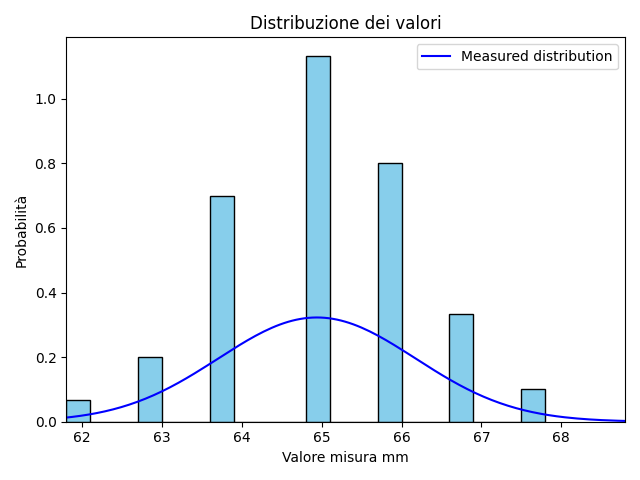 Distribuzione dei valori
Measured distribution
Probabilità
1.0
0.8
0.6
0.4
0.2
0.0
62 63 64 65 66 67 68
Valore misura mm